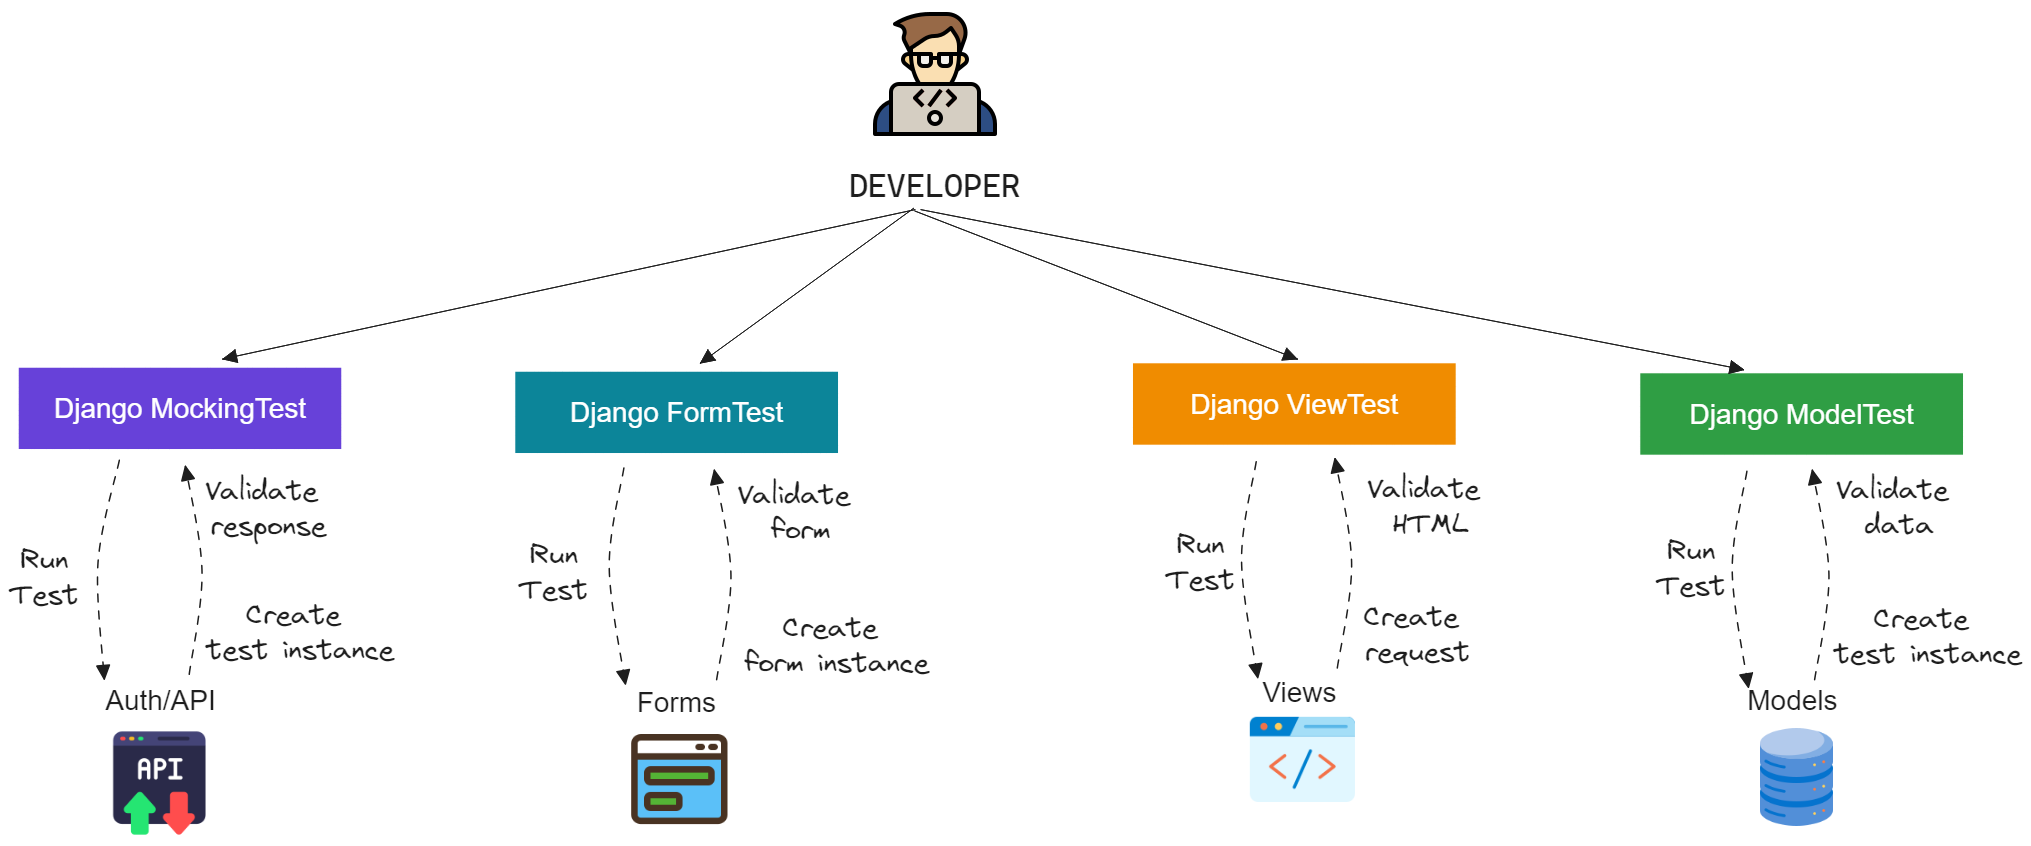 DEVELOPER
Django MockingTest
Django FormTest
Django ViewTest
Django ModelTest
Validate
response
Run
Test
Create
test instance
Auth/API
API
Validate
form
Run
Test
Create
form instance
Forms
Validate
HTML
Run
Test
Create
request
Views
Validate
data
Run
Test
Create
test instance
Models